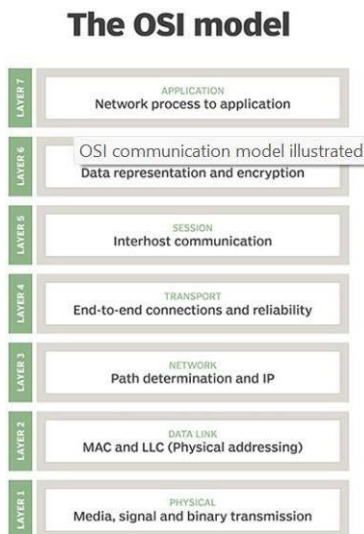 The OSI model
LAYER 7
APPLICATION
Network process to application
LAYER 6
OSI communication model illustrated
Data representation and encryption
LAYER 5
SESSION
Interhost communication
LAYER 4
TRANSPORT
End-to-end connections and reliability
LAYER 3
NETWORK
Path determination and IP
LAYER 2
DATA LINK
MAC and LLC (Physical addressing)
LAYER 1
PHYSICAL
Media, signal and binary transmission